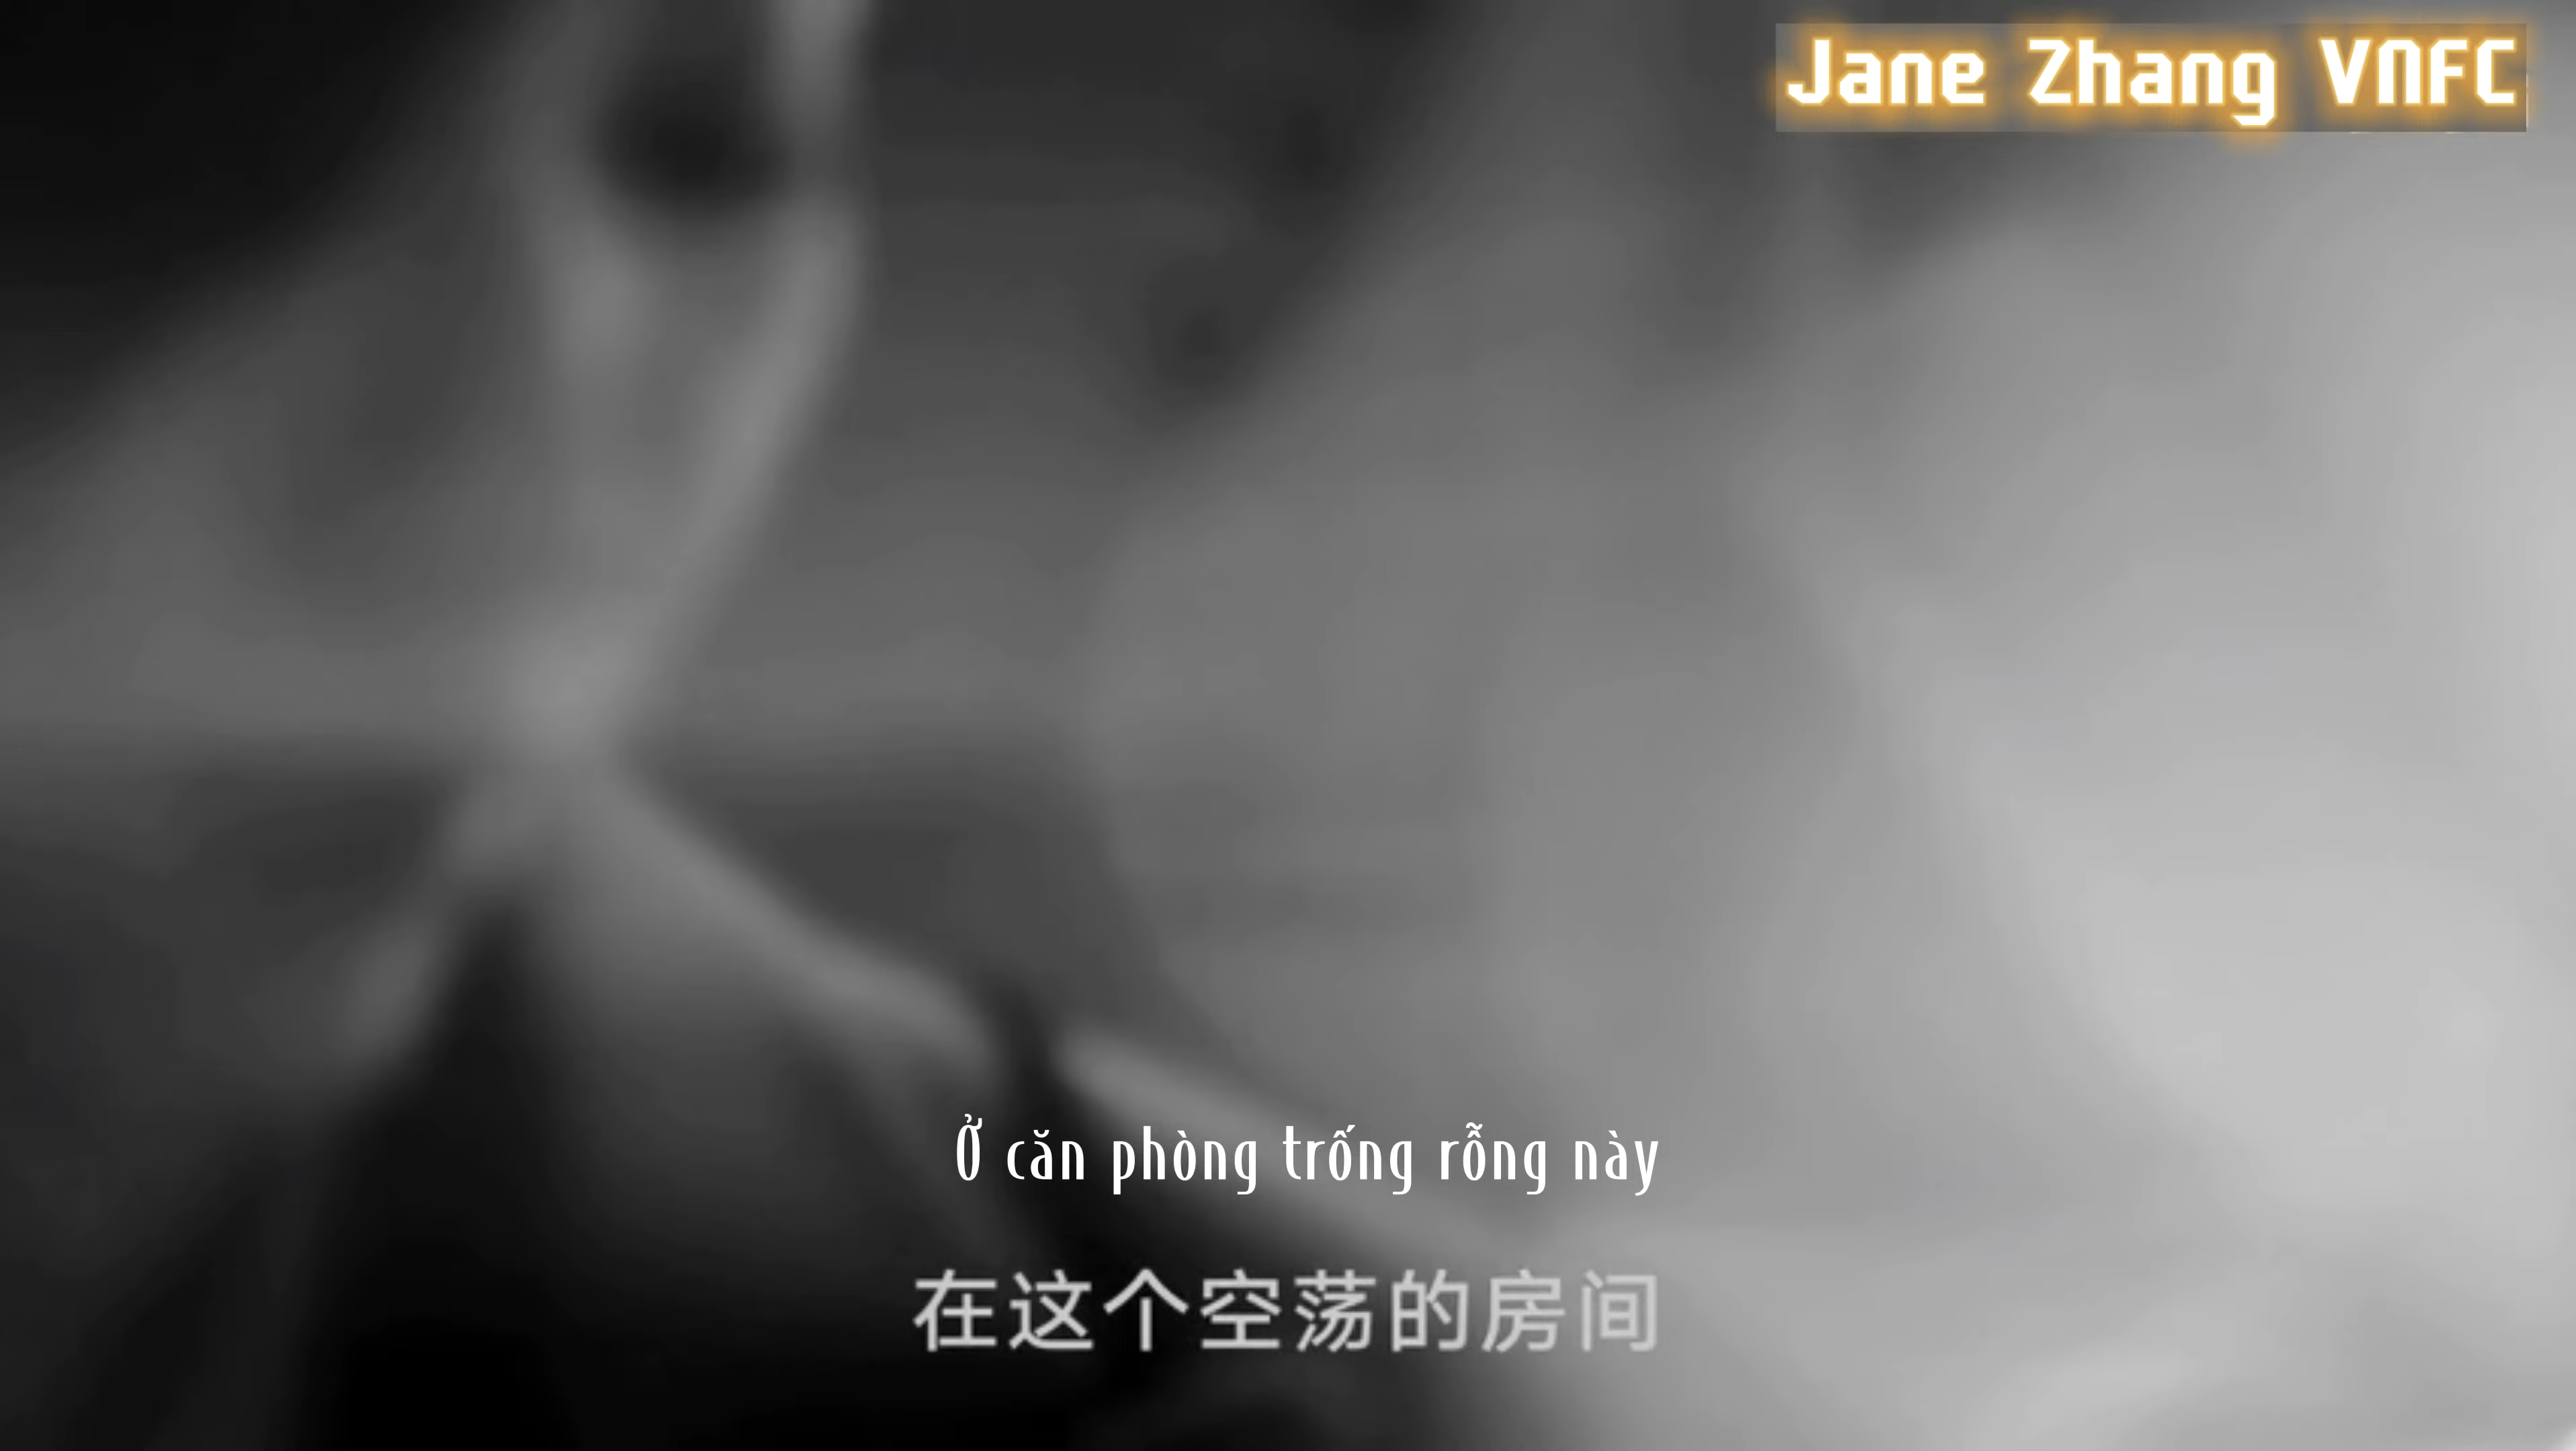 Jane Zhang VNFC
Ở căn phòng trống rỗng này
在这个空荡的房间